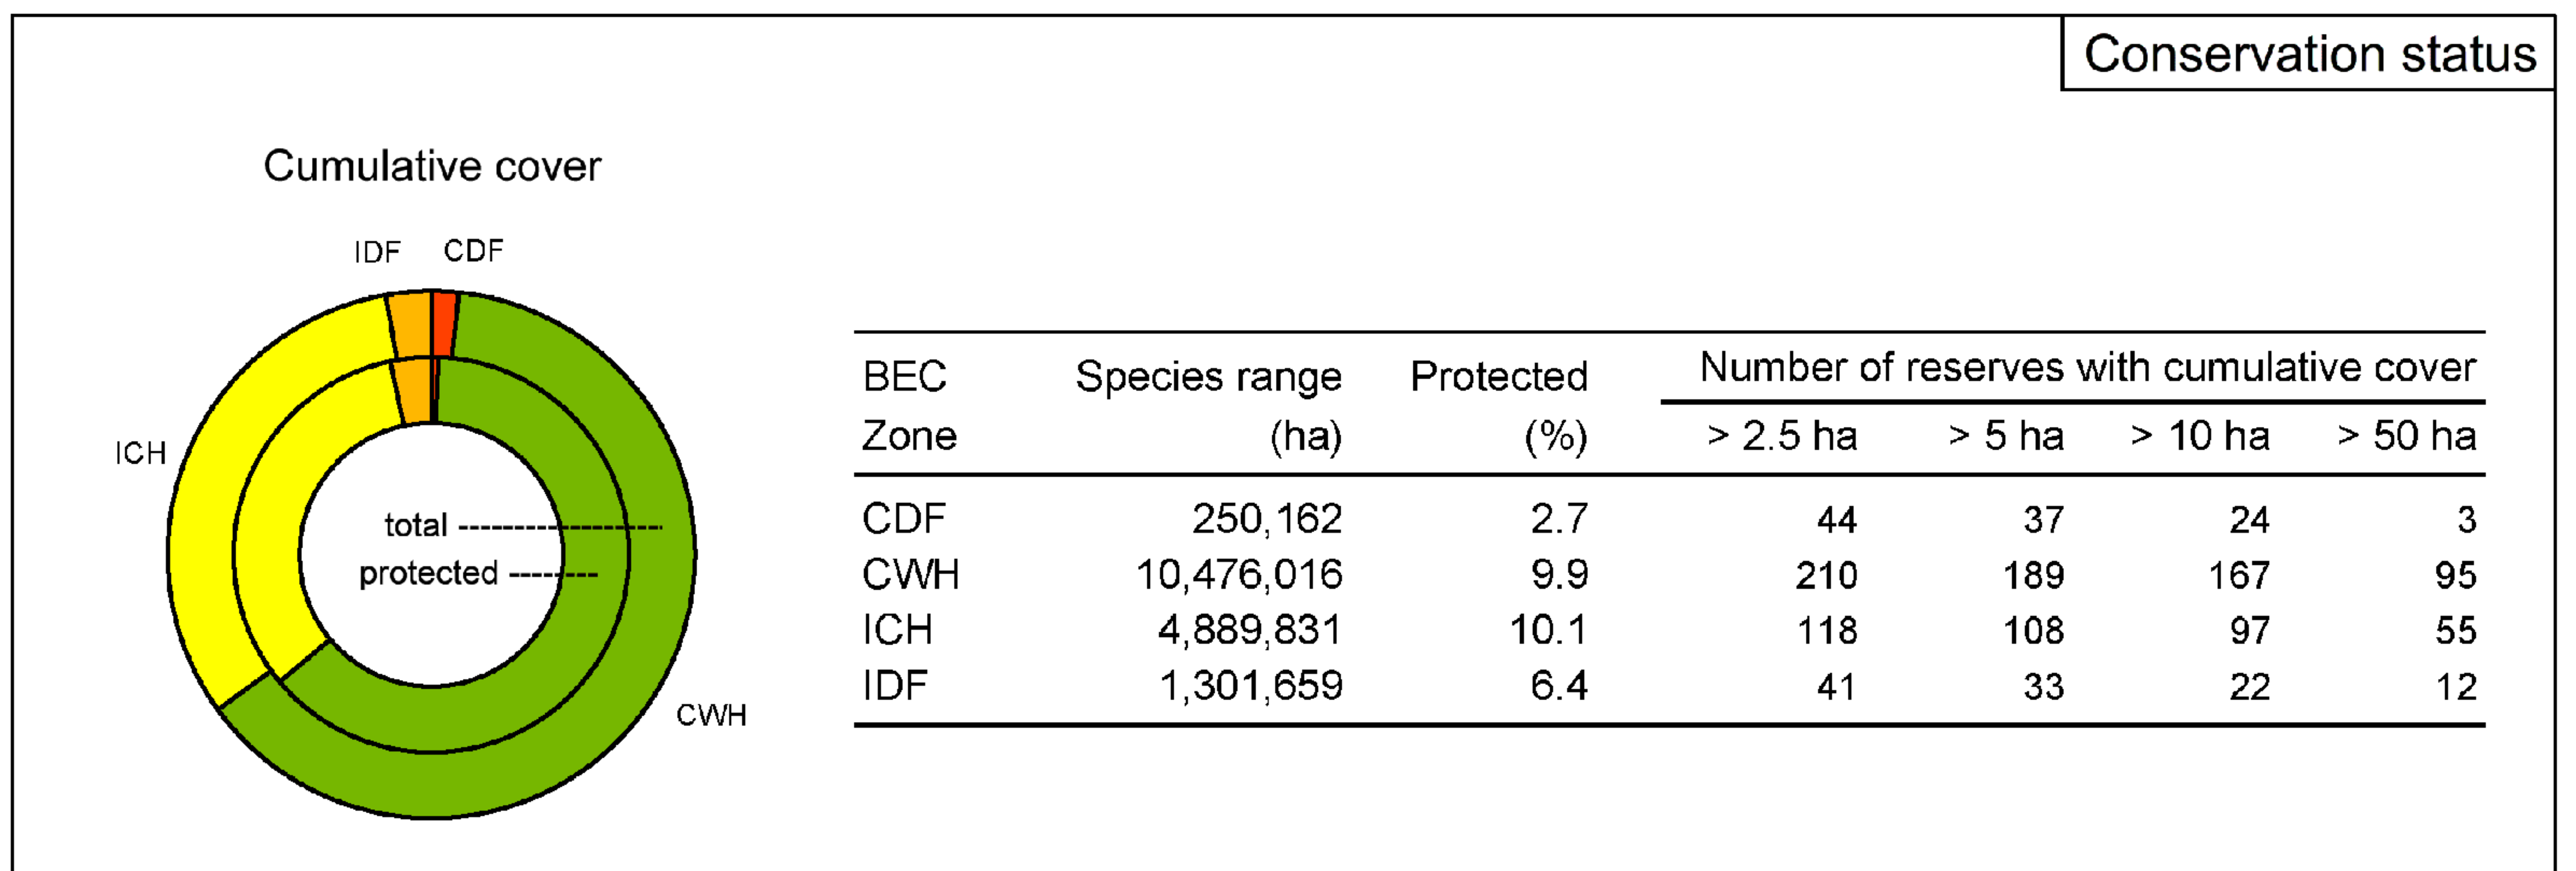 Conservation status
Cumulative cover
IDF CDF
ICH
total
protected
CWH
BEC Species range Protected Number of reserves with cumulative cover
Zone (ha) (%) > 2.5 ha > 5 ha > 10 ha > 50 ha
CDF 250,162 2.7 44 37 24 3
CWH 10,476,016 9.9 210 189 167 95
ICH 4,889,831 10.1 118 108 97 55
IDF 1,301,659 6.4 41 33 22 12